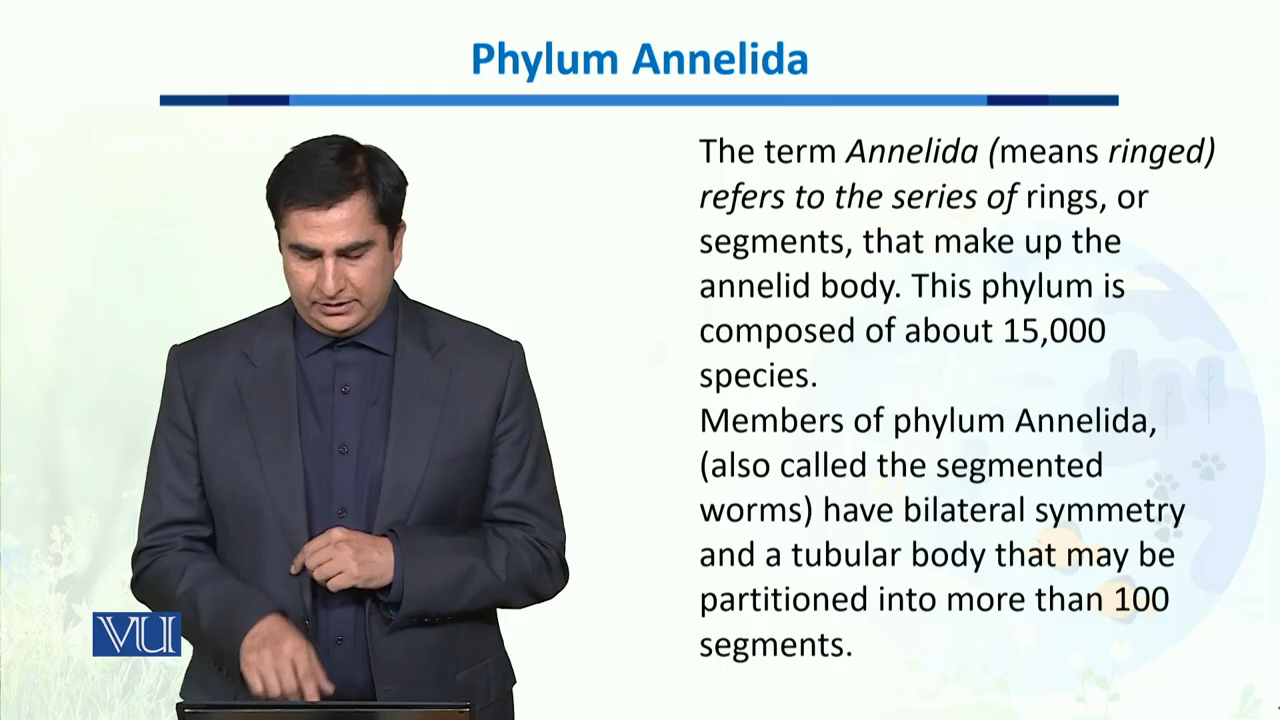 Phylum Annelida
The term Annelida (means ringed)
refers to the series of rings, or
segments, that make up the
annelid body. This phylum is
composed of about 15,000
species.
Members of phylum Annelida,
(also called the segmented
worms) have bilateral symmetry
and a tubular body that may be
partitioned into more than 100
segments.
VU